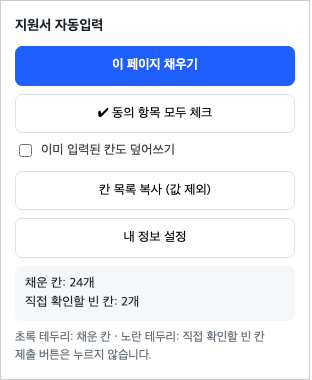 지원서 자동입력
이 페이지 채우기
✔ 동의 항목 모두 체크
이미 입력된 칸도 덮어쓰기
칸 목록 복사 (값 제외)
내 정보 설정
채운 칸: 24개
직접 확인할 빈 칸: 2개
초록 테두리: 채운 칸 · 노란 테두리: 직접 확인할 빈 칸
제출 버튼은 누르지 않습니다.